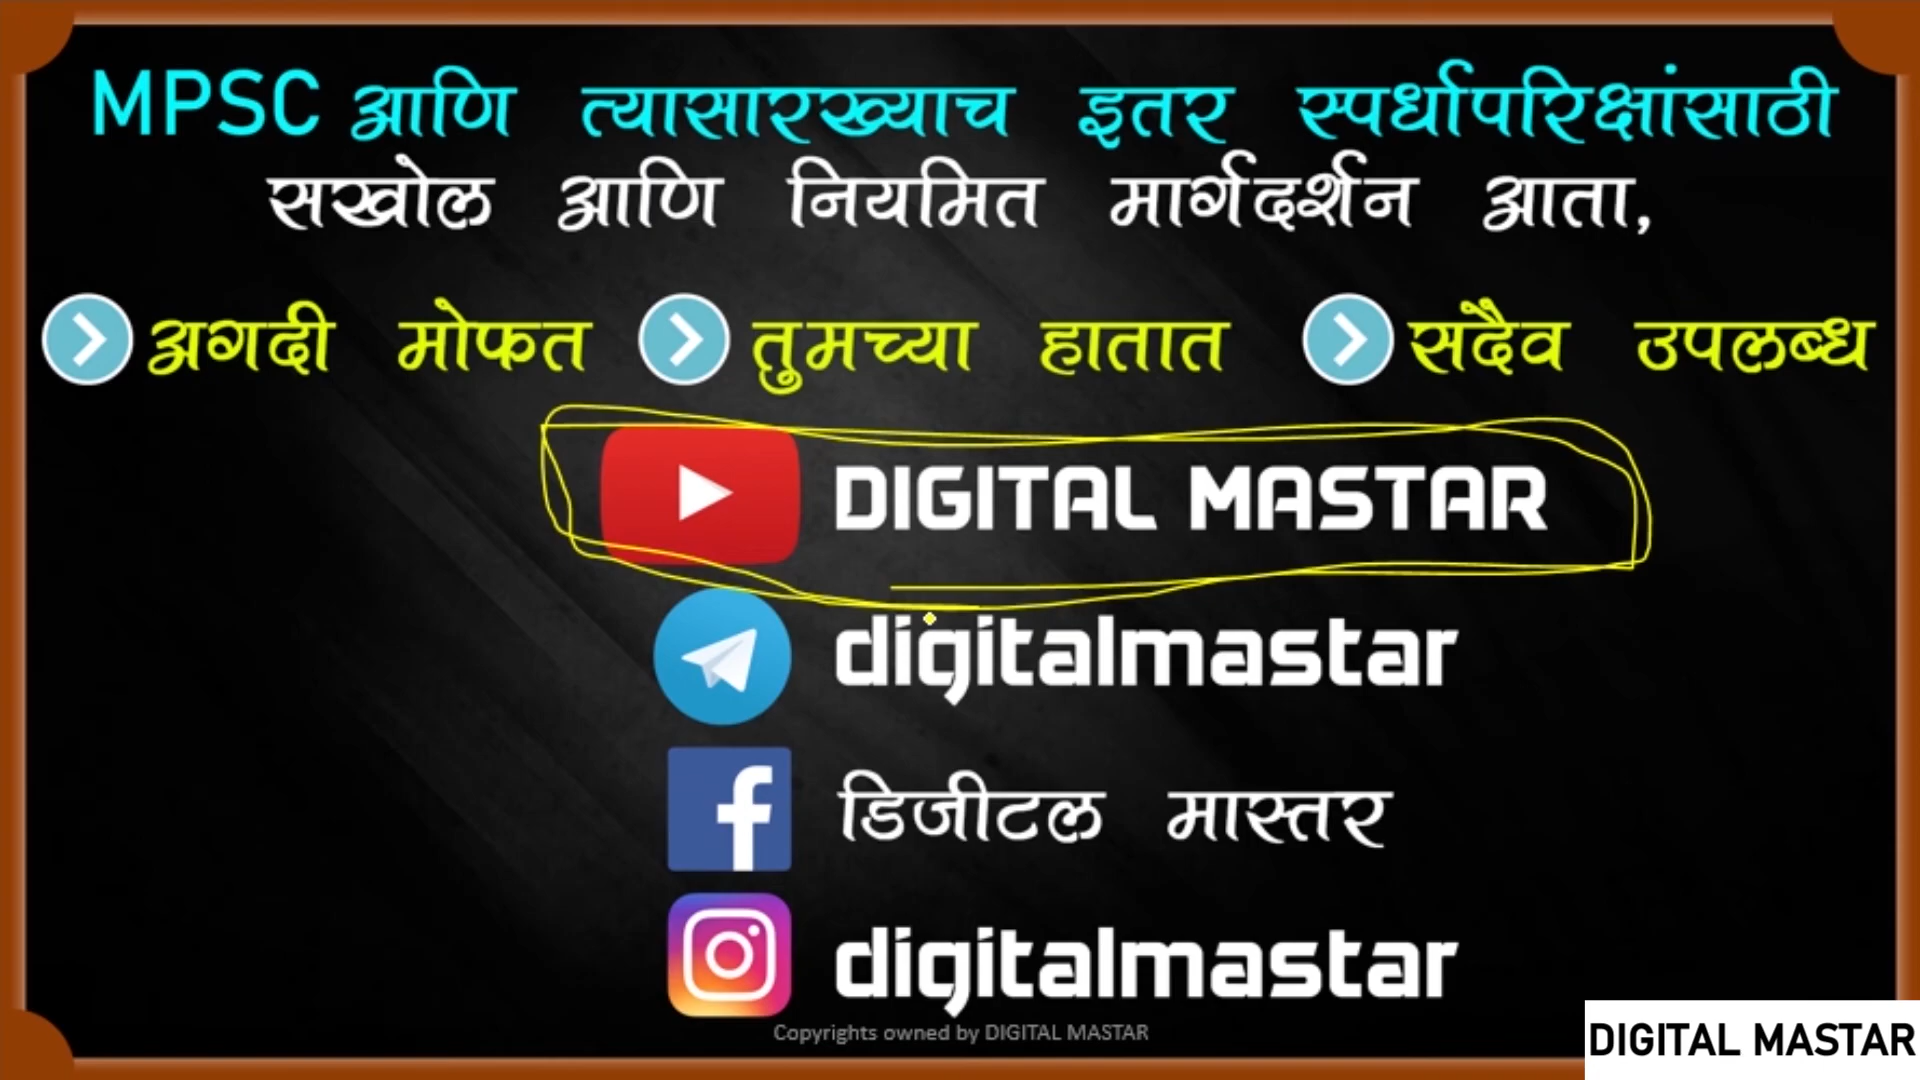 MPSC आणि त्यासारख्याच इतर स्पर्धापरिक्षांसाठी
सखोल आणि नियमित मार्गदर्शन आता,
अगदी मोफत तुमच्या हातात सदैव उपलब्ध
DIGITAL MASTAR
digitalmastar
डिजीटल मास्तर
digitalmastar
Copyrights owned by DIGITAL MASTAR
DIGITAL MASTAR